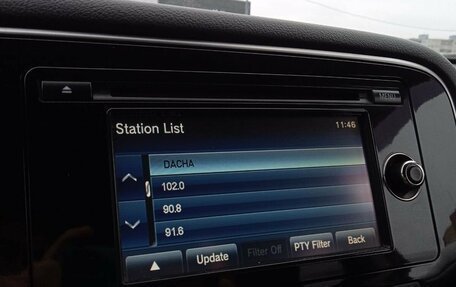 MENU
Station List
11:46
DACHA
102.0
90.8
91.6
Update
Filter Off
PTY Filter
Back